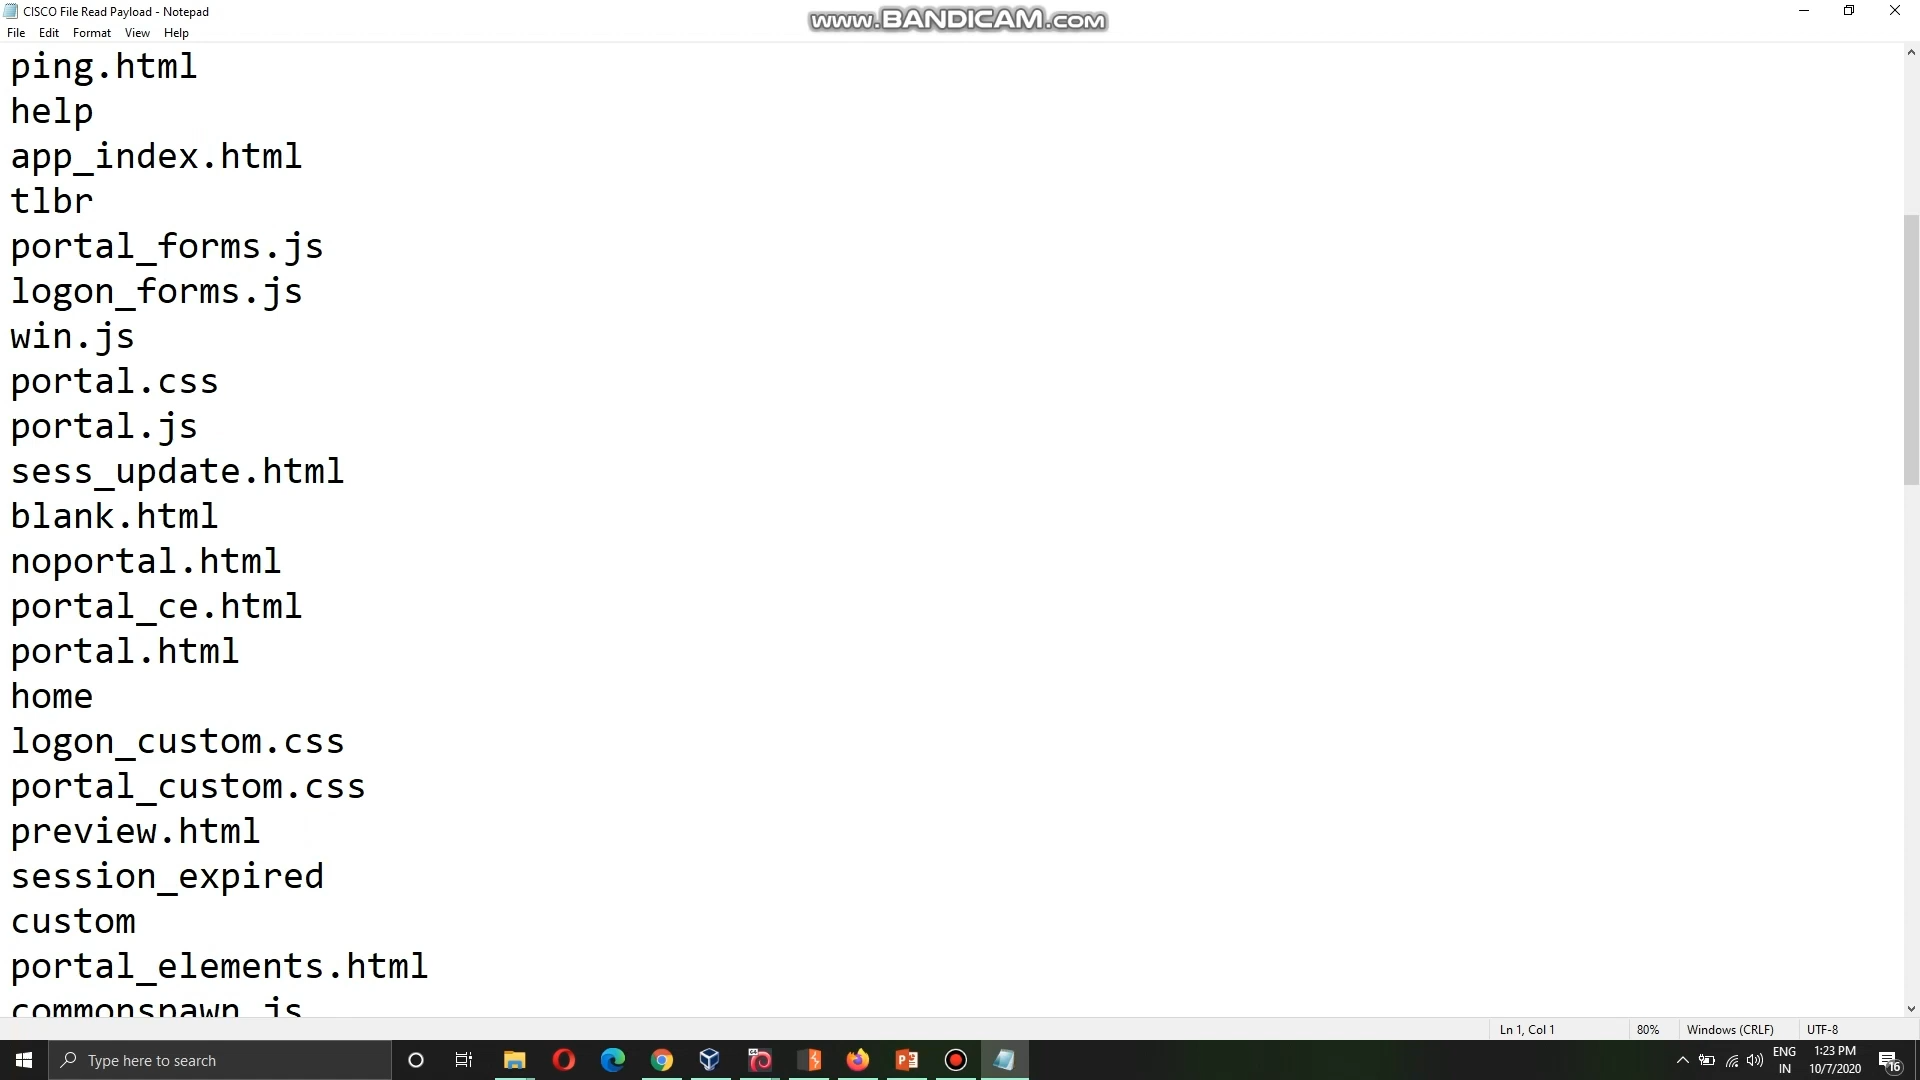 CISCO File Read Payload - Notepad
www.BANDICAM.com
File Edit Format View Help
ping.html
help
app_index.html
tlbr
portal_forms.js
logon_forms.js
win.js
portal.css
portal.js
sess_update.html
blank.html
noportal.html
portal_ce.html
portal.html
home
logon_custom.css
portal_custom.css
preview.html
session_expired
custom
portal_elements.html
commonspawn.js
Ln 1, Col 1 80% Windows (CRLF) UTF-8
Type here to search
ENG
IN
1:23 PM
10/7/2020
16